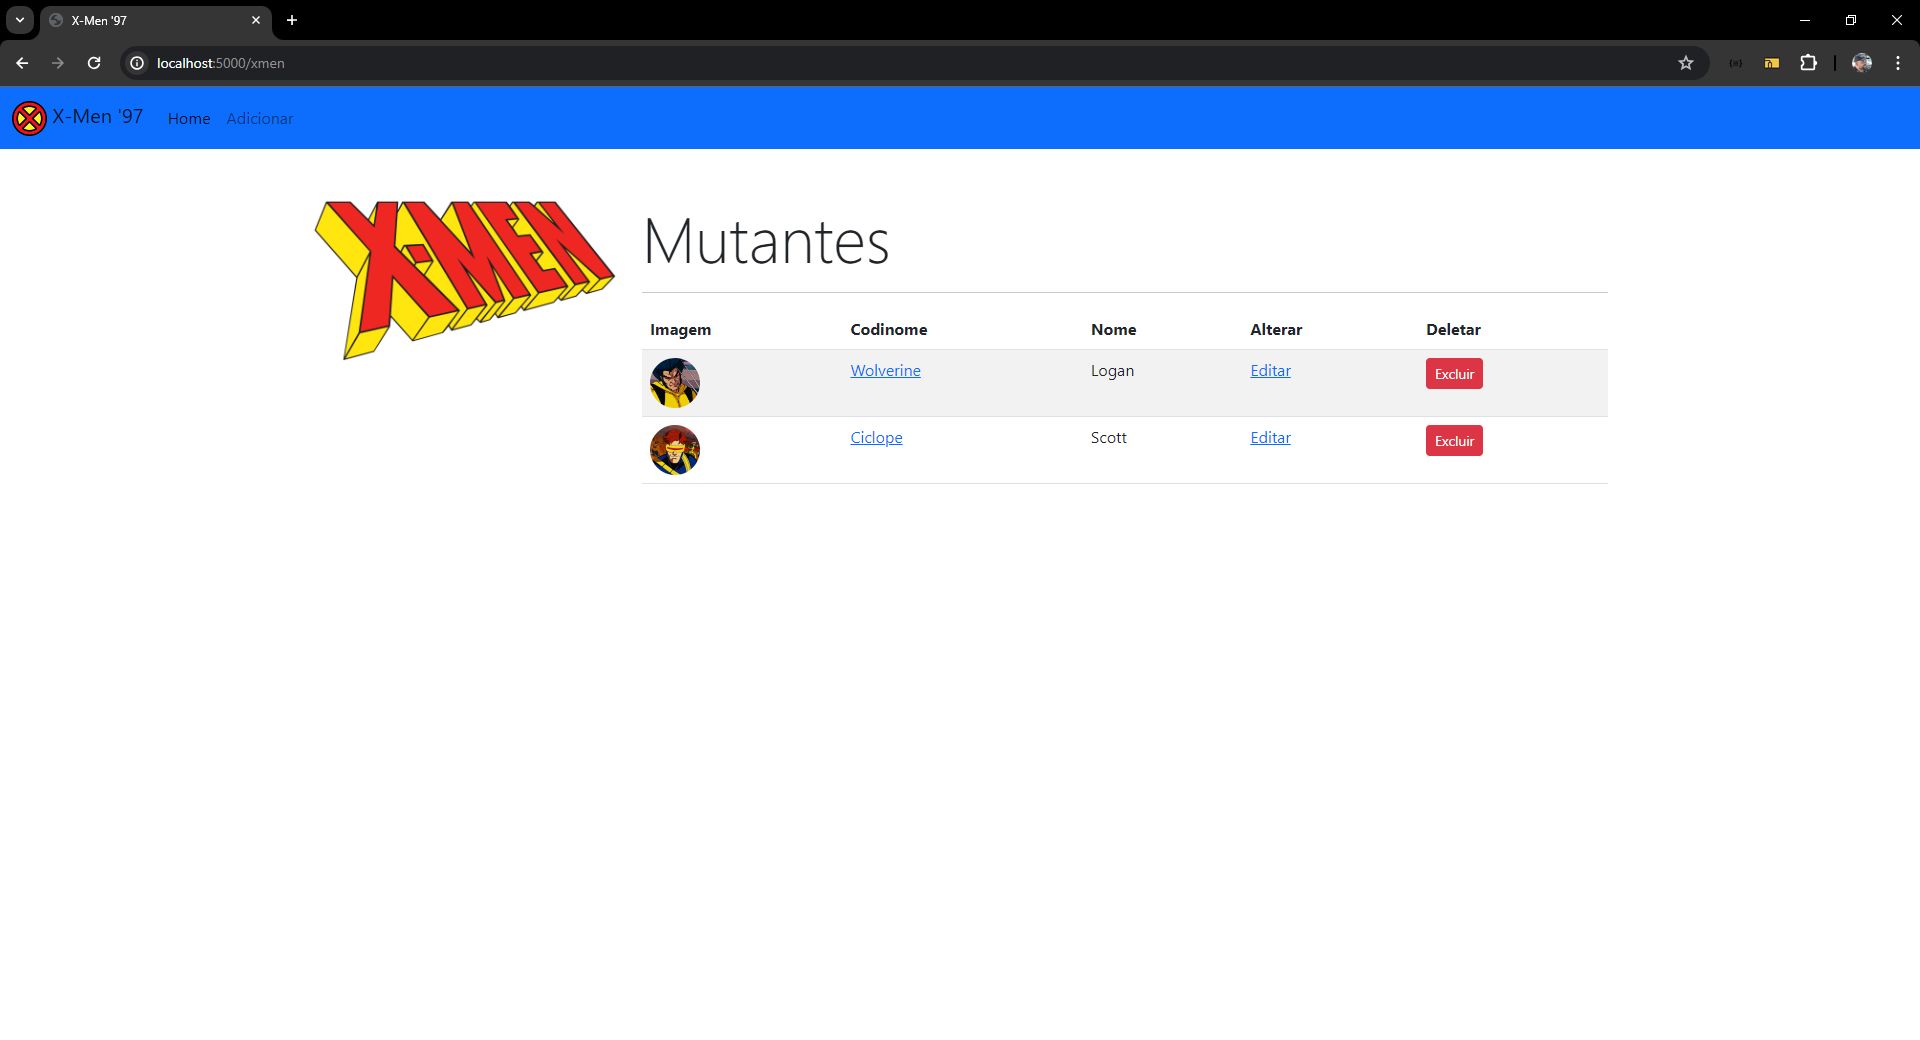 X-Men '97
localhost:5000/xmen
X-Men '97 Home Adicionar
X-MEN
Mutantes
Imagem Codinome Nome Alterar Deletar
Wolverine Logan Editar Excluir
Ciclope Scott Editar Excluir